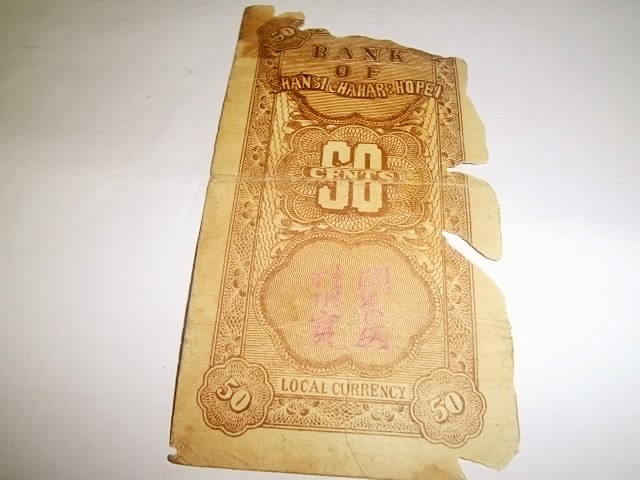 50
BANK
OF
SHANSI CHAHAR & HOPEI
50
CENTS
LOCAL CURRENCY
50
50